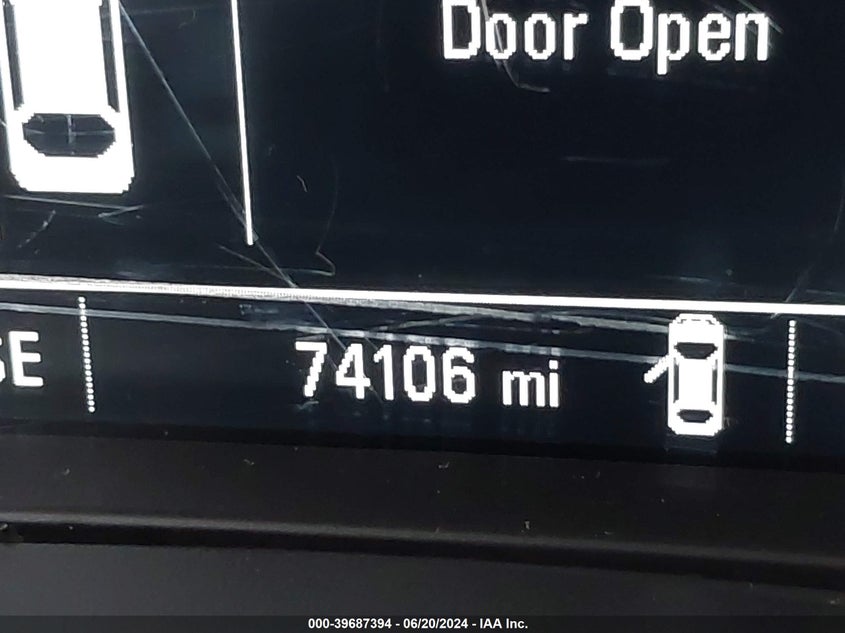 Door Open
SE
74106 mi
000-39687394 - 06/20/2024 - IAA Inc.